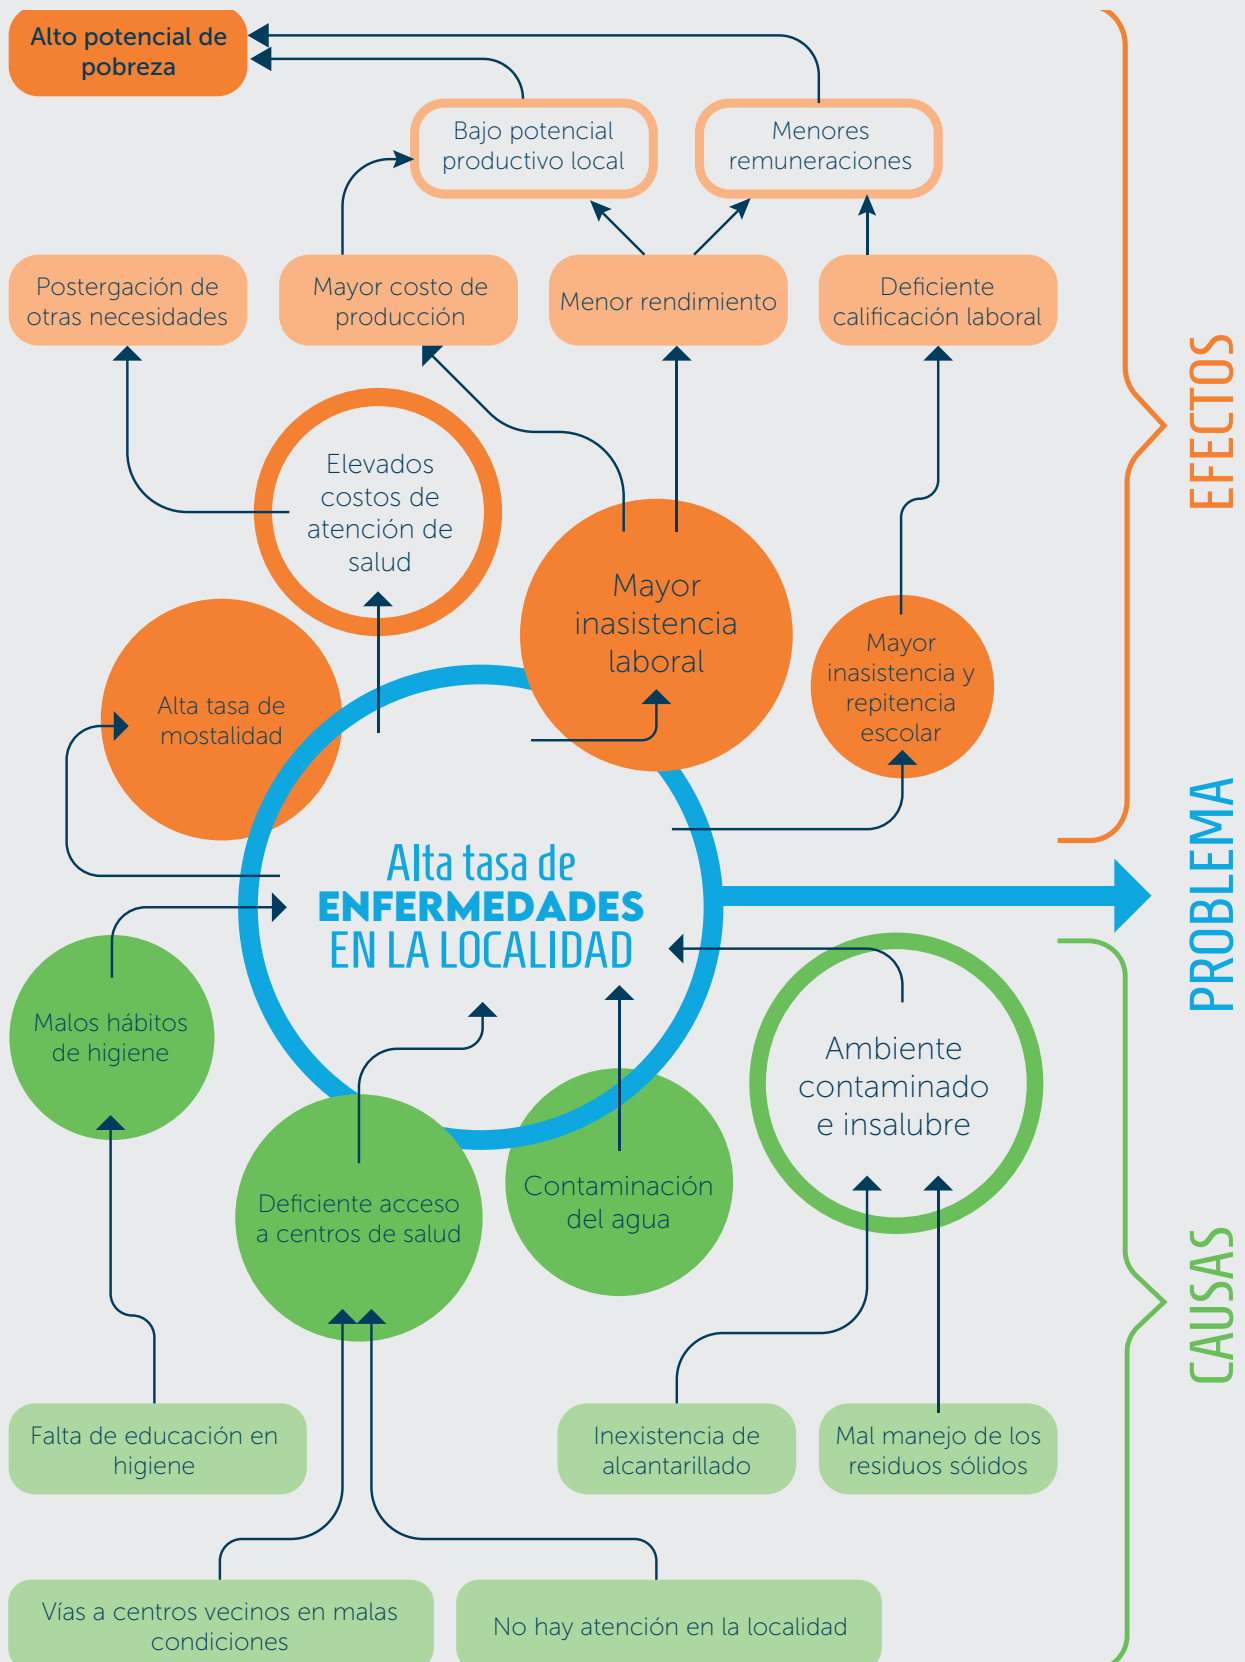 Alto potencial de
pobreza
Bajo potencial
productivo local
Menores
remuneraciones
Postergación de
otras necesidades
Mayor costo de
producción
Menor rendimiento
Deficiente
calificación laboral
EFECTOS
Elevados
costos de
atención de
salud
Mayor
inasistencia
laboral
Mayor
inasistencia y
repitencia
escolar
Alta tasa de
mostalidad
Alta tasa de
ENFERMEDADES
EN LA LOCALIDAD
PROBLEMA
Malos hábitos
de higiene
Ambiente
contaminado
e insalubre
Deficiente acceso
a centros de salud
Contaminación
del agua
CAUSAS
Falta de educación en
higiene
Inexistencia de
alcantarillado
Mal manejo de los
residuos sólidos
Vías a centros vecinos en malas
condiciones
No hay atención en la localidad